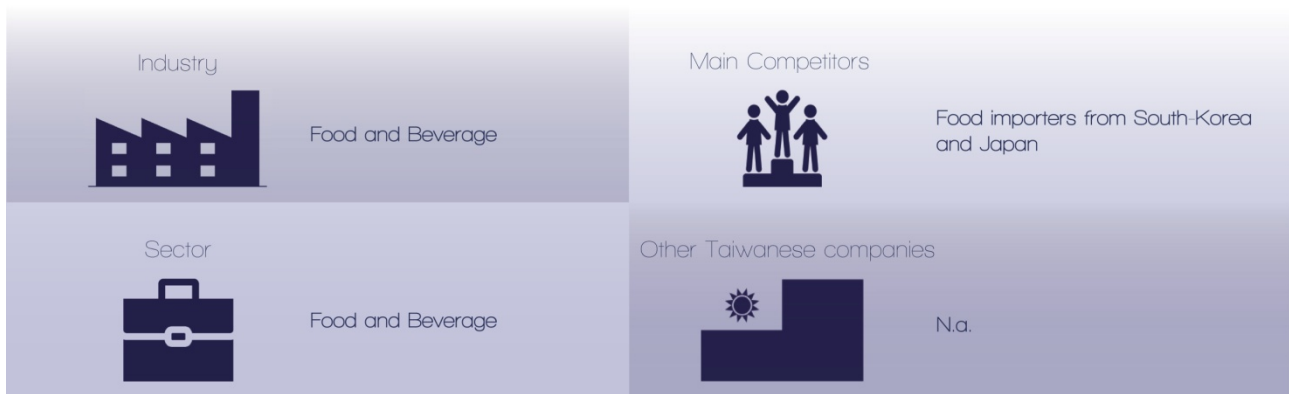 Industry
Food and Beverage
Main Competitors
Food importers from South-Korea
and Japan
Sector
Food and Beverage
Other Taiwanese companies
N.a.